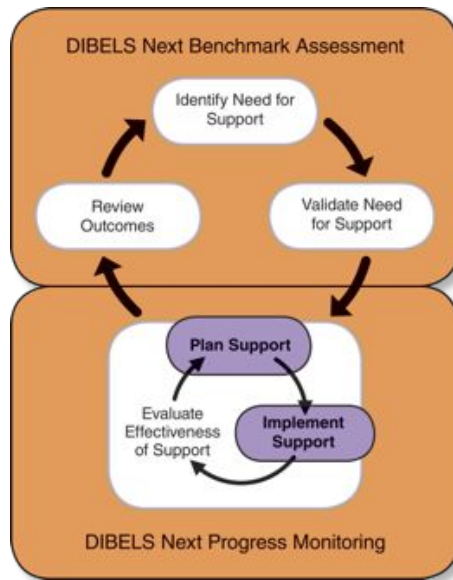 DIBELS Next Benchmark Assessment
Identify Need for
Support
Review
Outcomes
Validate Need
for Support
Plan Support
Evaluate
Effectiveness
of Support
Implement
Support
DIBELS Next Progress Monitoring